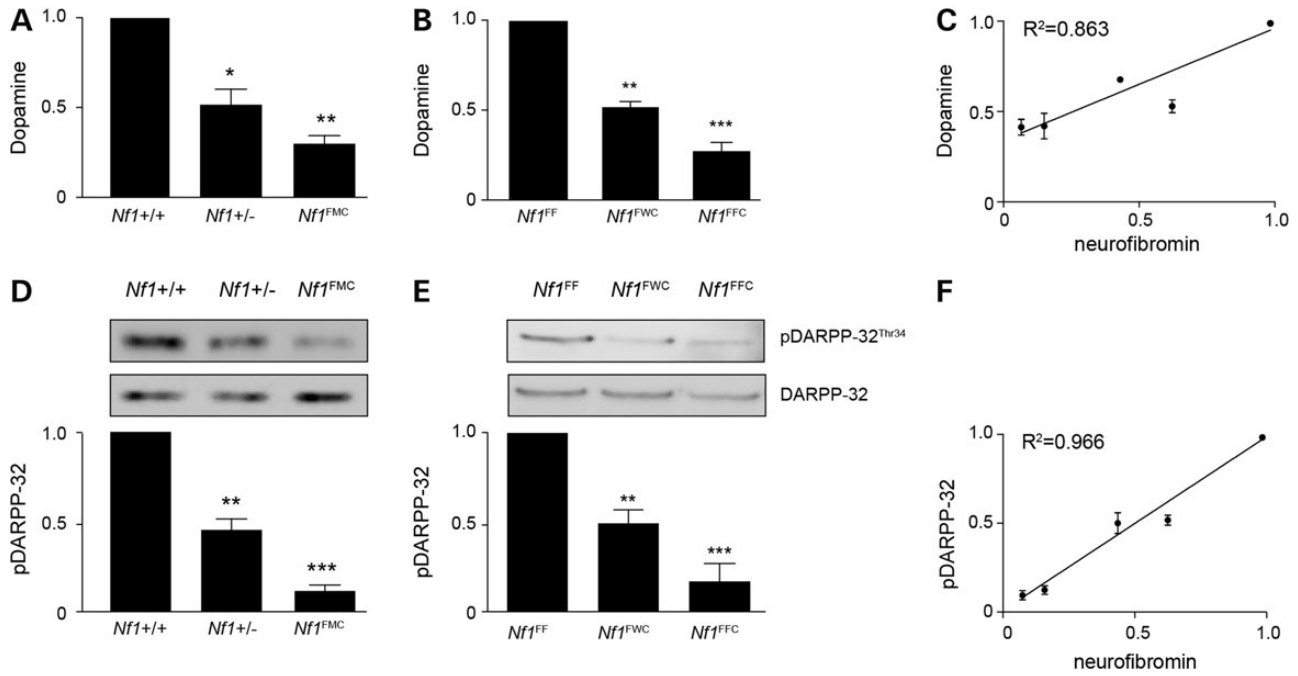 A
1.0
0.5
0
Dopamine
*
**
Nf1+/+ Nf1+/- Nf1FMC
B
1.0
0.5
0
Dopamine
**
***
Nf1FF Nf1FWC Nf1FFC
C
R2=0.863
1.0
0.5
0
Dopamine
0 0.5 1.0
neurofibromin
D
Nf1+/+ Nf1+/- Nf1FMC
1.0
0.5
0
pDARPP-32
**
***
Nf1+/+ Nf1+/- Nf1FMC
E
Nf1FF Nf1FWC Nf1FFC
pDARPP-32Thr34
DARPP-32
1.0
0.5
0
pDARPP-32
**
***
Nf1FF Nf1FWC Nf1FFC
F
R2=0.966
1.0
0.5
0
pDARPP-32
0 0.5 1.0
neurofibromin